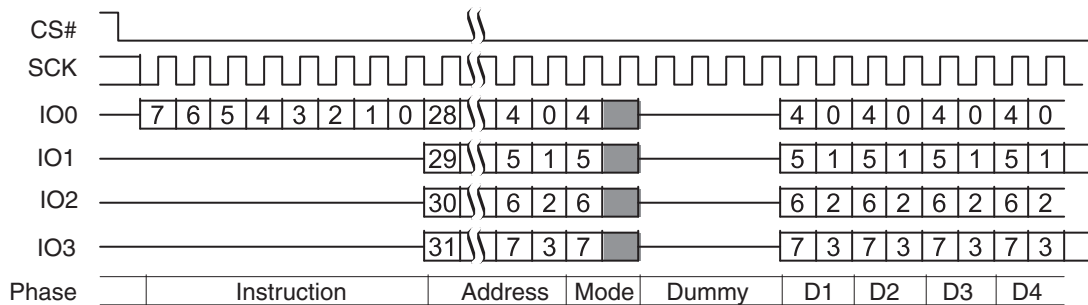 CS#
SCK
IO0 7 6 5 4 3 2 1 0 28 4 0 4 4 0 4 0 4 0 4 0
IO1 29 5 1 5 5 1 5 1 5 1 5 1
IO2 30 6 2 6 6 2 6 2 6 2 6 2
IO3 31 7 3 7 7 3 7 3 7 3 7 3
Phase Instruction Address Mode Dummy D1 D2 D3 D4